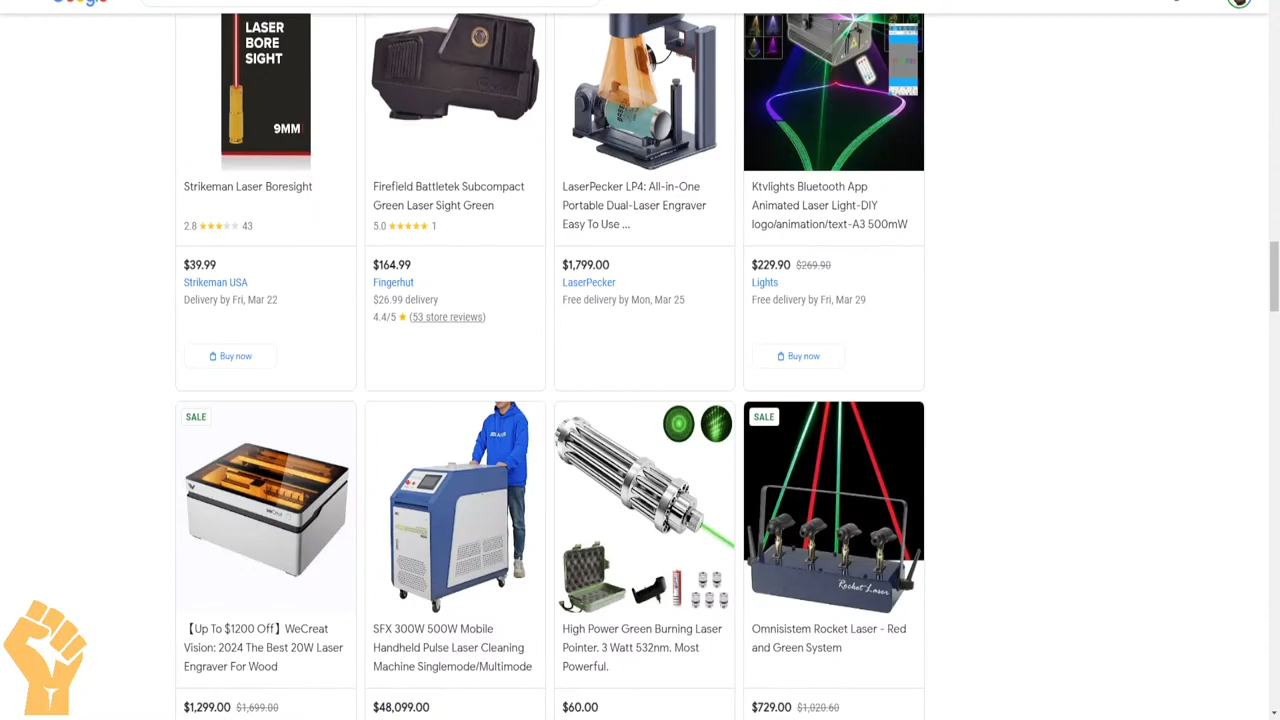 LASER
BORE
SIGHT
9MM
Strikeman Laser Boresight
2.8 ★★★★★ 43
$39.99
Strikeman USA
Delivery by Fri, Mar 22
Buy now
Firefield Battletek Subcompact
Green Laser Sight Green
5.0 ★★★★★ 1
$164.99
Fingerhut
$26.99 delivery
4.4/5 ★ (53 store reviews)
LaserPecker LP4: All-in-One
Portable Dual-Laser Engraver
Easy To Use ...
$1,799.00
LaserPecker
Free delivery by Mon, Mar 25
Ktvlights Bluetooth App
Animated Laser Light-DIY
logo/animation/text-A3 500mW
$229.90 $269.90
Lights
Free delivery by Fri, Mar 29
Buy now
SALE
【Up To $1200 Off】WeCreat
Vision: 2024 The Best 20W Laser
Engraver For Wood
$1,299.00 $1,699.00
SFX 300W 500W Mobile
Handheld Pulse Laser Cleaning
Machine Singlemode/Multimode
$48,099.00
High Power Green Burning Laser
Pointer. 3 Watt 532nm. Most
Powerful.
$60.00
SALE
Rocket Laser
Omnisistem Rocket Laser - Red
and Green System
$729.00 $1,020.60